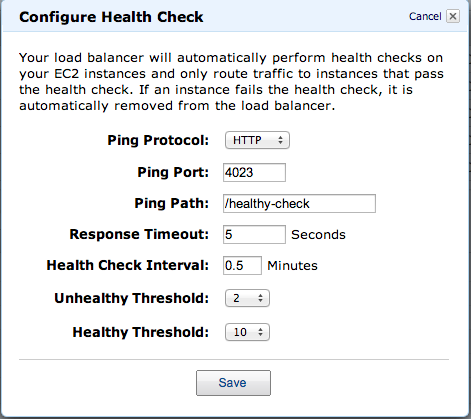 Configure Health Check
Cancel X
Your load balancer will automatically perform health checks on
your EC2 instances and only route traffic to instances that pass
the health check. If an instance fails the health check, it is
automatically removed from the load balancer.
Ping Protocol: HTTP
Ping Port: 4023
Ping Path: /healthy-check
Response Timeout: 5 Seconds
Health Check Interval: 0.5 Minutes
Unhealthy Threshold: 2
Healthy Threshold: 10
Save